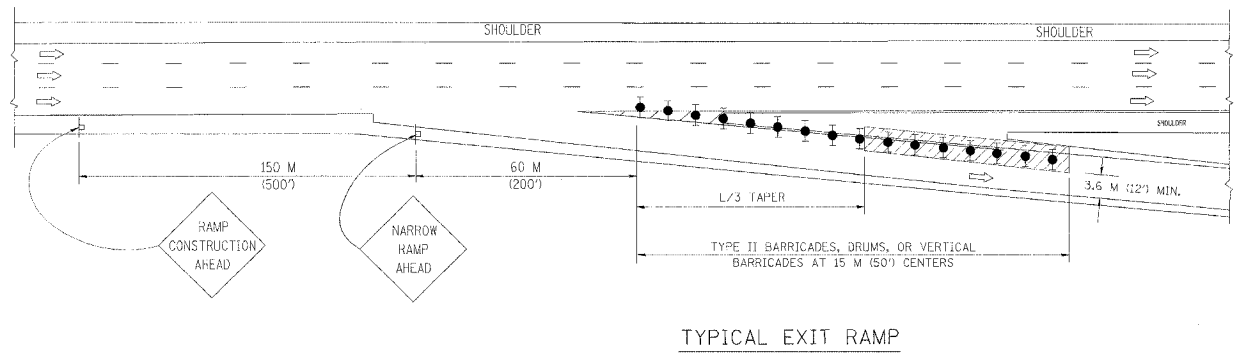 SHOULDER
SHOULDER
SHOULDER
150 M
(500')
60 M
(200')
3.6 M (12') MIN.
L/3 TAPER
RAMP
CONSTRUCTION
AHEAD
NARROW
RAMP
AHEAD
TYPE II BARRICADES, DRUMS, OR VERTICAL
BARRICADES AT 15 M (50') CENTERS
TYPICAL EXIT RAMP